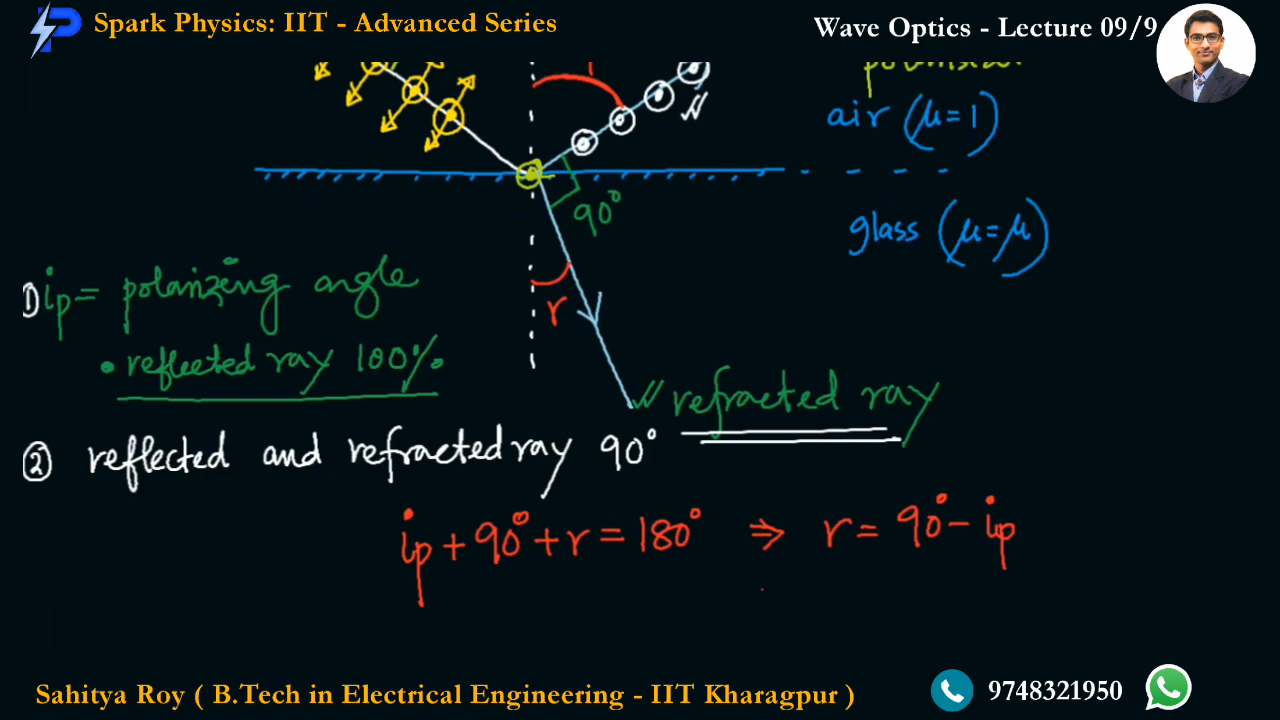 Spark Physics: IIT - Advanced Series
Wave Optics - Lecture 09/9
air (μ = 1)
90°
glass (μ = μ)
① ip = polarizing angle
r
• reflected ray 100%
refracted ray
② reflected and refracted ray 90°
ip + 90° + r = 180° ⇒ r = 90° - ip
Sahitya Roy ( B.Tech in Electrical Engineering - IIT Kharagpur )
9748321950